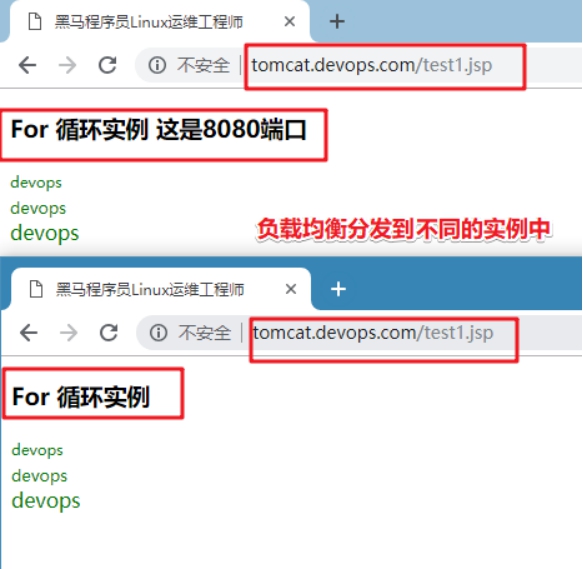 黑马程序员Linux运维工程师
不安全 | tomcat.devops.com/test1.jsp
For 循环实例 这是8080端口
devops
devops
devops
负载均衡分发到不同的实例中
黑马程序员Linux运维工程师
不安全 | tomcat.devops.com/test1.jsp
For 循环实例
devops
devops
devops